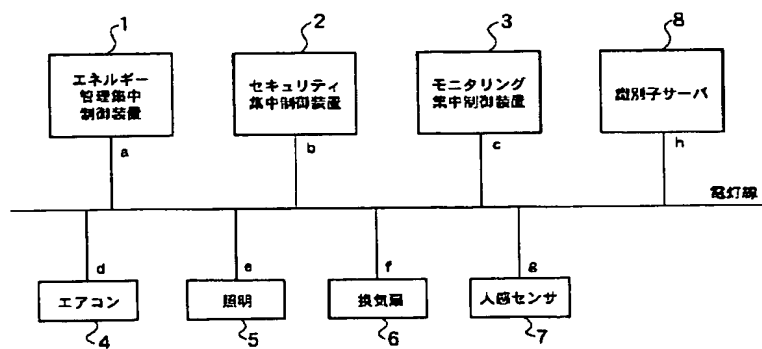 1
2
3
8
エネルギー
管理集中
制御装置
セキュリティ
集中制御装置
モニタリング
集中制御装置
識別子サーバ
a
b
c
h
電灯線
d
e
f
g
エアコン
照明
換気扇
人感センサ
4
5
6
7